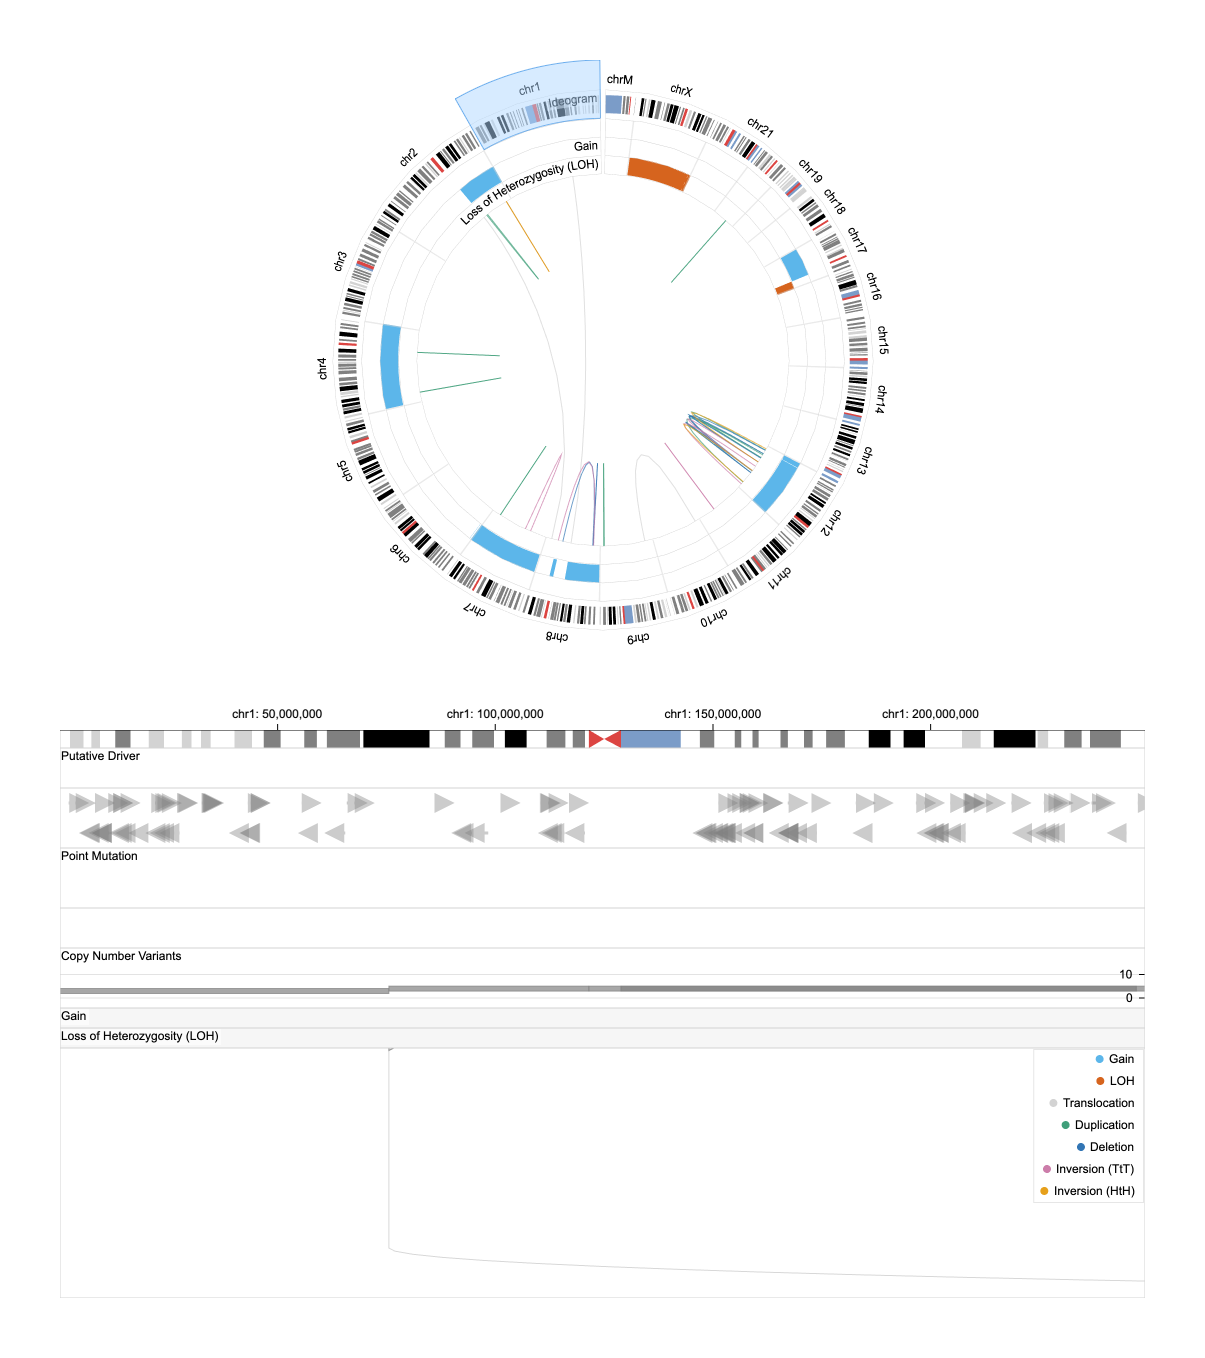 chrM
chrX
chr1
Ideogram
chr21
Gain
chr2
Loss of Heterozygosity (LOH)
chr19
chr18
chr17
chr3
chr16
chr15
chr4
chr14
chr13
chr5
chr12
chr6
chr11
chr7
chr10
chr8
chr9
chr1: 50,000,000
chr1: 100,000,000
chr1: 150,000,000
chr1: 200,000,000
Putative Driver
Point Mutation
Copy Number Variants
10
0
Gain
Loss of Heterozygosity (LOH)
Gain
LOH
Translocation
Duplication
Deletion
Inversion (TtT)
Inversion (HtH)